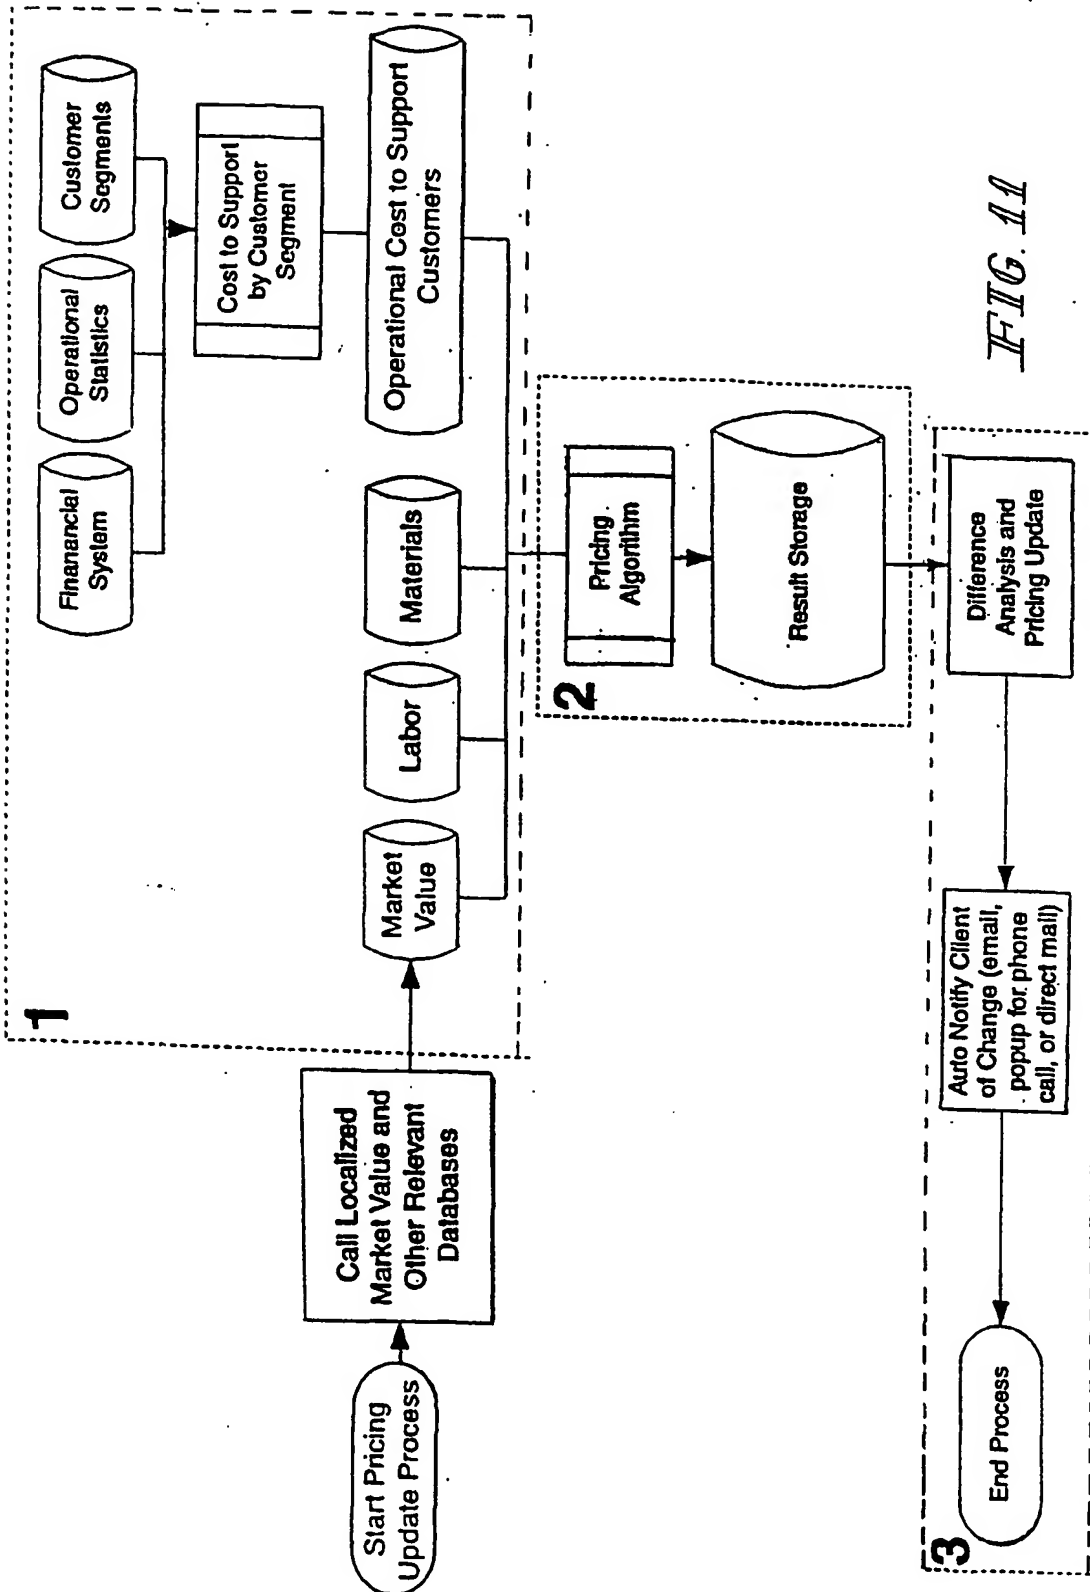 1
Finanancial
System
Operational
Statistics
Customer
Segments
Cost to Support
by Customer
Segment
Start Pricing
Update Process
Call Localized
Market Value and
Other Relevant
Databases
Market
Value
Labor
Materials
Operational Cost to Support
Customers
2
Pricing
Algorithm
Result Storage
3
End Process
Auto Notify Client
of Change (email,
popup for phone
call, or direct mail)
Difference
Analysis and
Pricing Update
FIG. 11